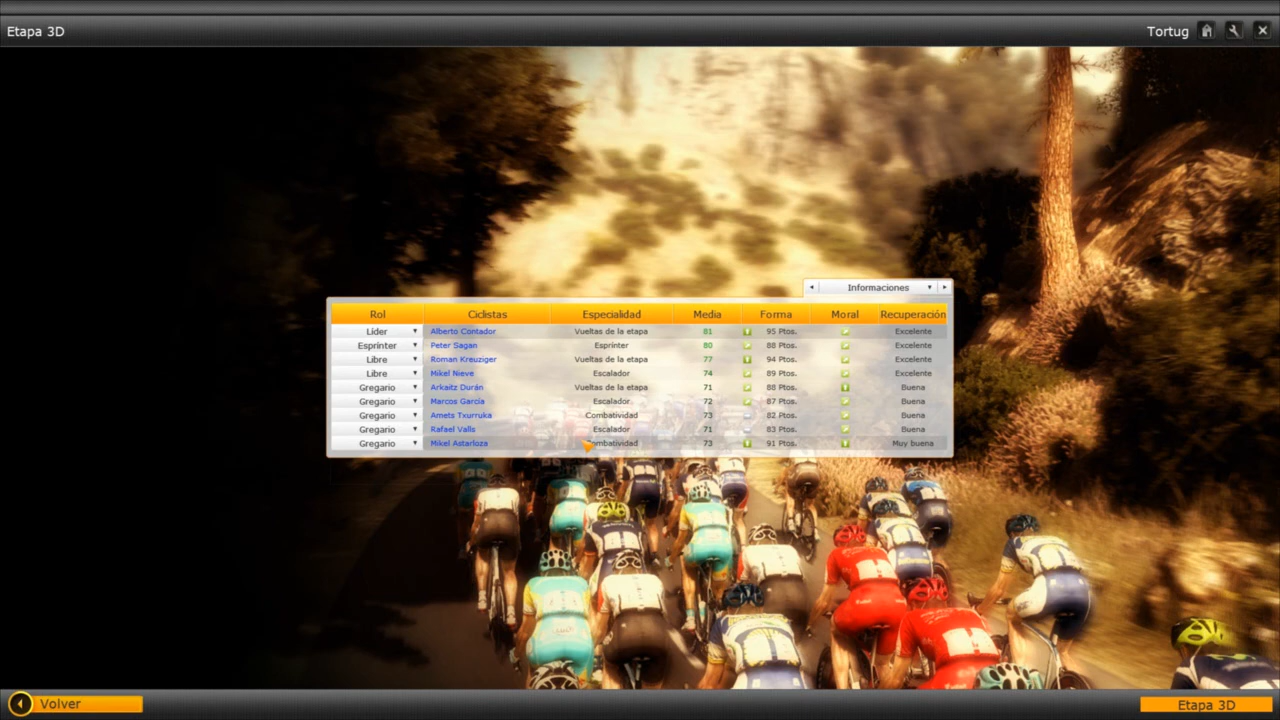 Etapa 3D
Tortug
Informaciones
Rol Ciclistas Especialidad Media Forma Moral Recuperación
Líder Alberto Contador Vueltas de la etapa 81 95 Ptos. Excelente
Esprínter Peter Sagan Esprínter 80 88 Ptos. Excelente
Libre Roman Kreuziger Vueltas de la etapa 77 94 Ptos. Excelente
Libre Mikel Nieve Escalador 74 89 Ptos. Excelente
Gregario Arkaitz Durán Vueltas de la etapa 71 88 Ptos. Buena
Gregario Marcos García Escalador 72 87 Ptos. Buena
Gregario Amets Txurruka Combatividad 73 82 Ptos. Buena
Gregario Rafael Valls Escalador 71 83 Ptos. Buena
Gregario Mikel Astarloza Combatividad 73 91 Ptos. Muy buena
Volver
Etapa 3D